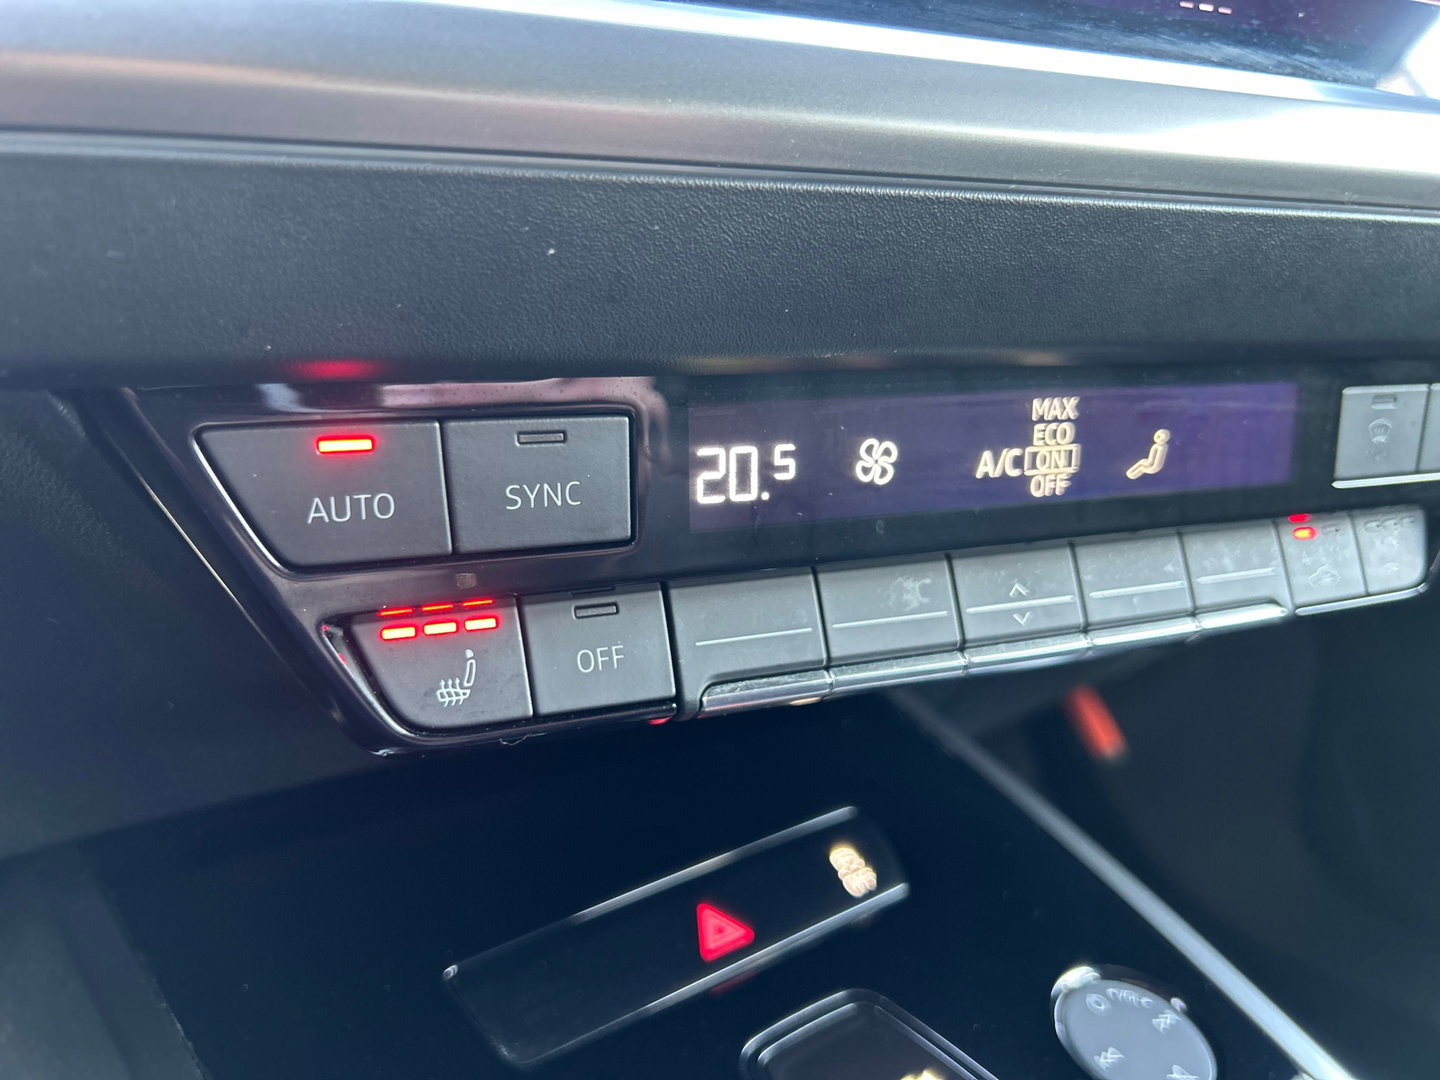 AUTO
SYNC
20.5
MAX
ECO
A/C ON
OFF
OFF